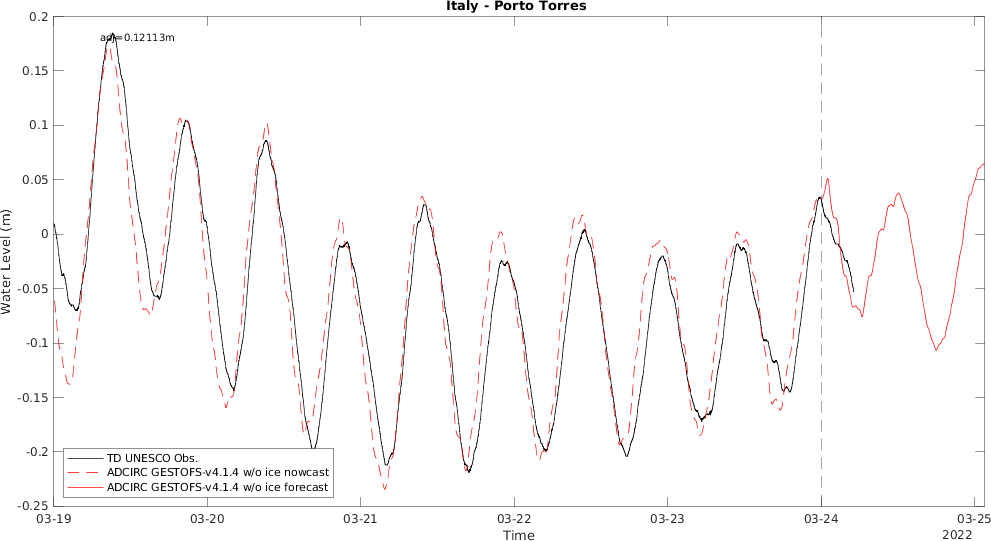 Italy - Porto Torres
0.2
0.15
0.1
0.05
0
-0.05
-0.1
-0.15
-0.2
-0.25
Water Level (m)
adj=0.12113m
TD UNESCO Obs.
ADCIRC GESTOFS-v4.1.4 w/o ice nowcast
ADCIRC GESTOFS-v4.1.4 w/o ice forecast
03-19 03-20 03-21 03-22 03-23 03-24 03-25
Time
2022